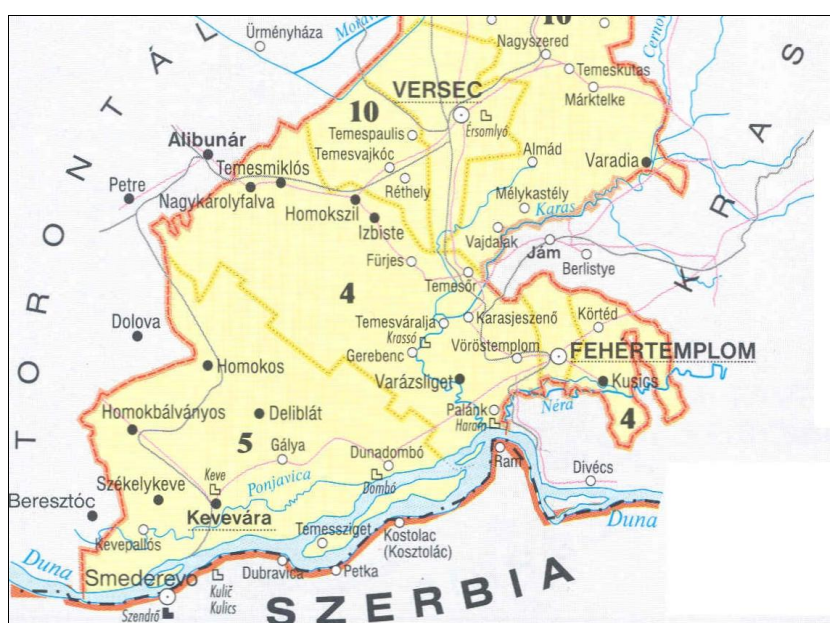 Ürményháza
10
Nagyszered
Temeskutas
VERSEC
Márktelke
10
Érsomlyó
Temespaulis
Alibunár
Temesvajkóc
Almád
Varadia
Temesmiklós
Petre
Réthely
Nagykárolyfalva
Homokszil
Mélykastély
Karas
Izbiste
Vajdalak
Jám
Berlistye
Fürjes
Temesőr
4
Dolova
Temesváralja
Karasjeszenő
Körtéd
Krassó
Gerebenc
Vöröstemplom
FEHÉRTEMPLOM
Homokos
Varázsliget
Kusics
Néra
Homokbálványos
Deliblát
Palánk
Haram
4
5
Gálya
Dunadombó
Ram
Divécs
Székelykeve
Keve
Ponjavica
Dombó
Beresztóc
Kevevára
Kevepallós
Temessziget
Kostolac
(Kosztolác)
Duna
Duna
Smederevo
Dubravica
Petka
Kulič
Kulics
Szendrő
SZERBIA
TORONTÁL
KRAS